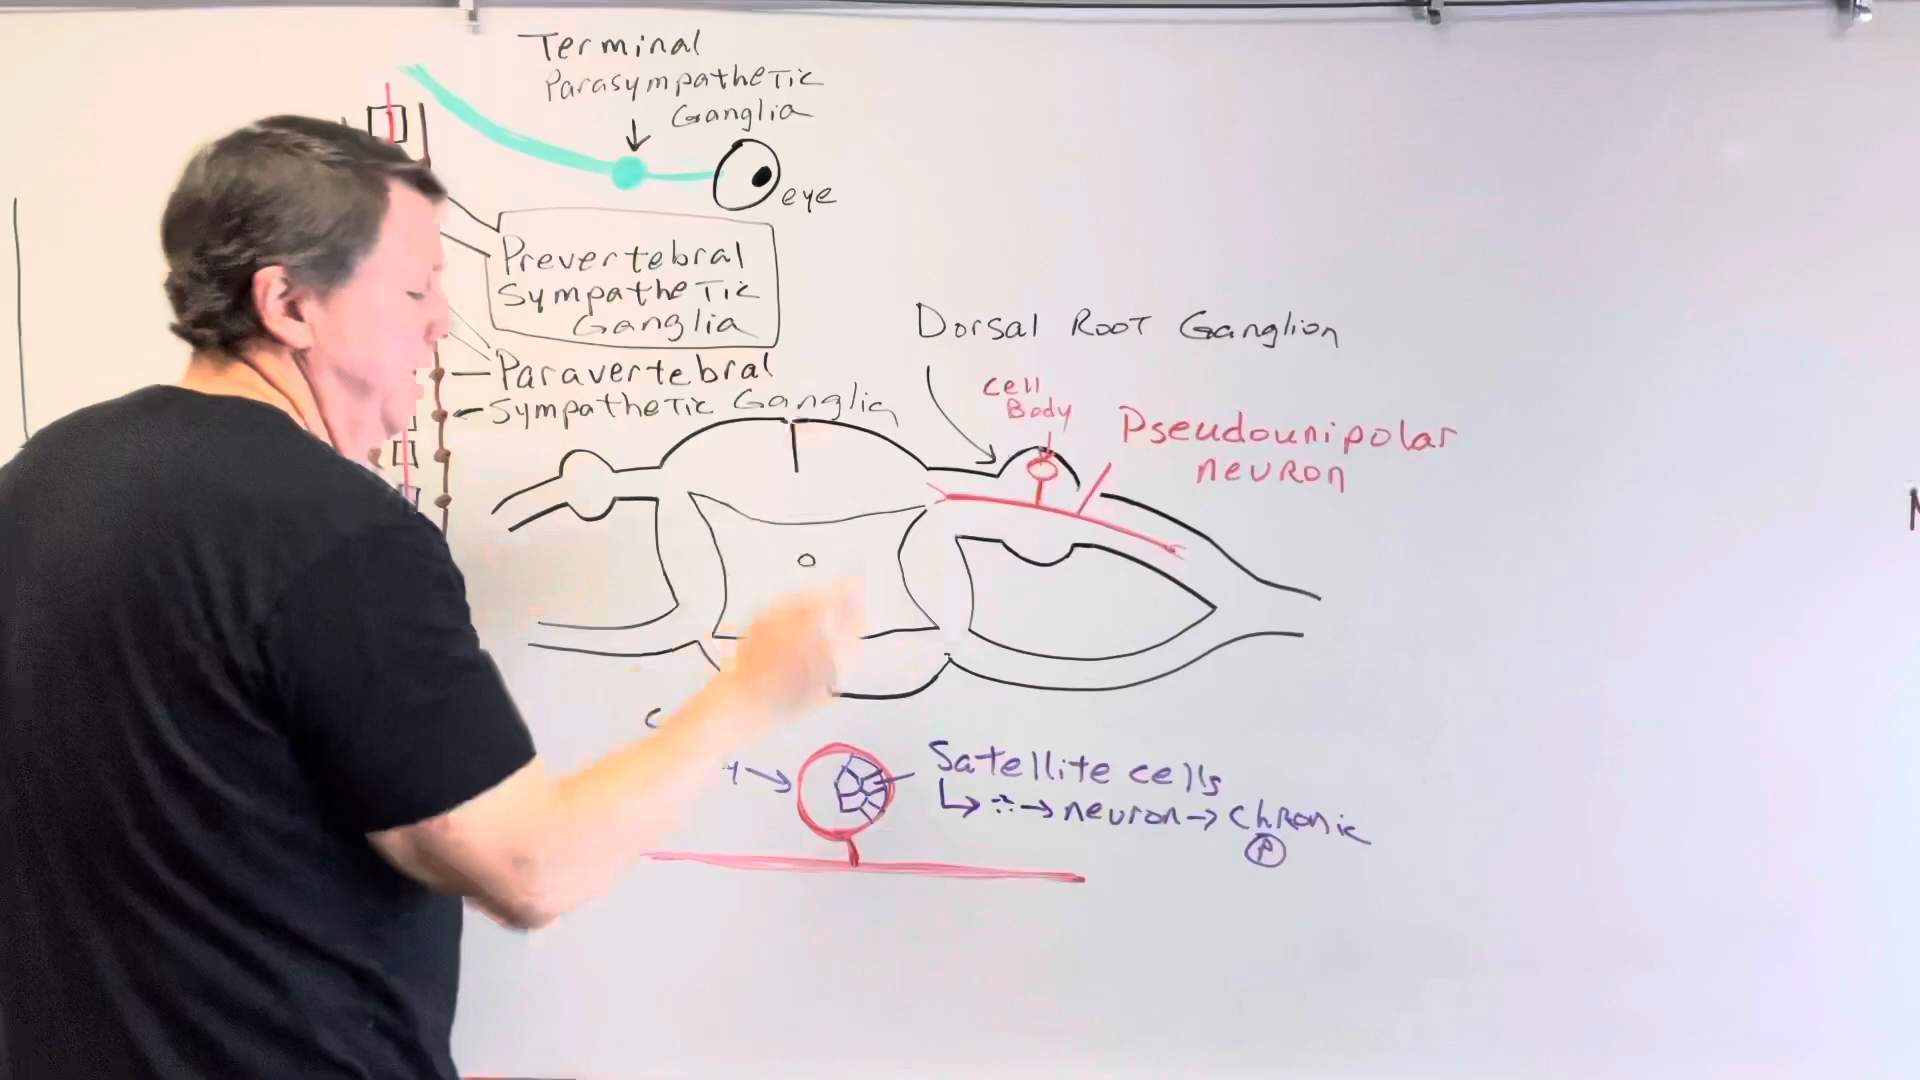 Terminal
Parasympathetic
Ganglia
eye
Prevertebral
Sympathetic
Ganglia
Paravertebral
Sympathetic Ganglia
Dorsal Root Ganglion
Cell
Body
Pseudounipolar
neuron
Satellite cells
neuron → chronic
P